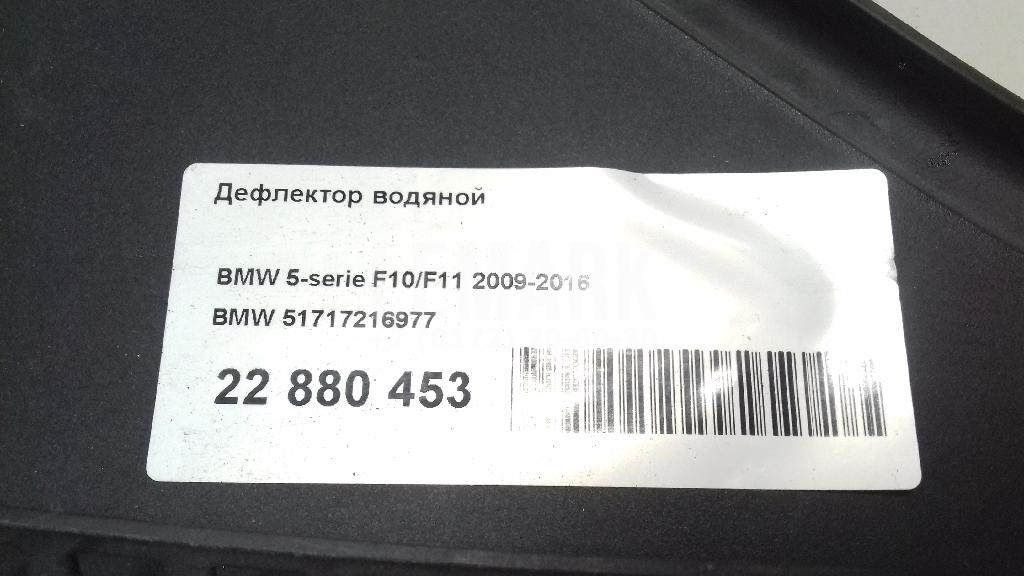 Дефлектор водяной
BMW 5-serie F10/F11 2009-2016
BMW 51717216977
22 880 453